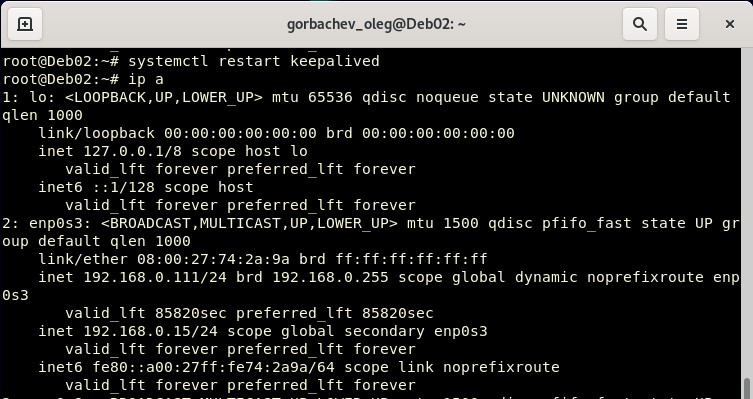 gorbachev_oleg@Deb02: ~
root@Deb02:~# systemctl restart keepalived
root@Deb02:~# ip a
1: lo: <LOOPBACK,UP,LOWER_UP> mtu 65536 qdisc noqueue state UNKNOWN group default
qlen 1000
    link/loopback 00:00:00:00:00:00 brd 00:00:00:00:00:00
    inet 127.0.0.1/8 scope host lo
       valid_lft forever preferred_lft forever
    inet6 ::1/128 scope host
       valid_lft forever preferred_lft forever
2: enp0s3: <BROADCAST,MULTICAST,UP,LOWER_UP> mtu 1500 qdisc pfifo_fast state UP gr
oup default qlen 1000
    link/ether 08:00:27:74:2a:9a brd ff:ff:ff:ff:ff:ff
    inet 192.168.0.111/24 brd 192.168.0.255 scope global dynamic noprefixroute enp
0s3
       valid_lft 85820sec preferred_lft 85820sec
    inet 192.168.0.15/24 scope global secondary enp0s3
       valid_lft forever preferred_lft forever
    inet6 fe80::a00:27ff:fe74:2a9a/64 scope link noprefixroute
       valid_lft forever preferred_lft forever